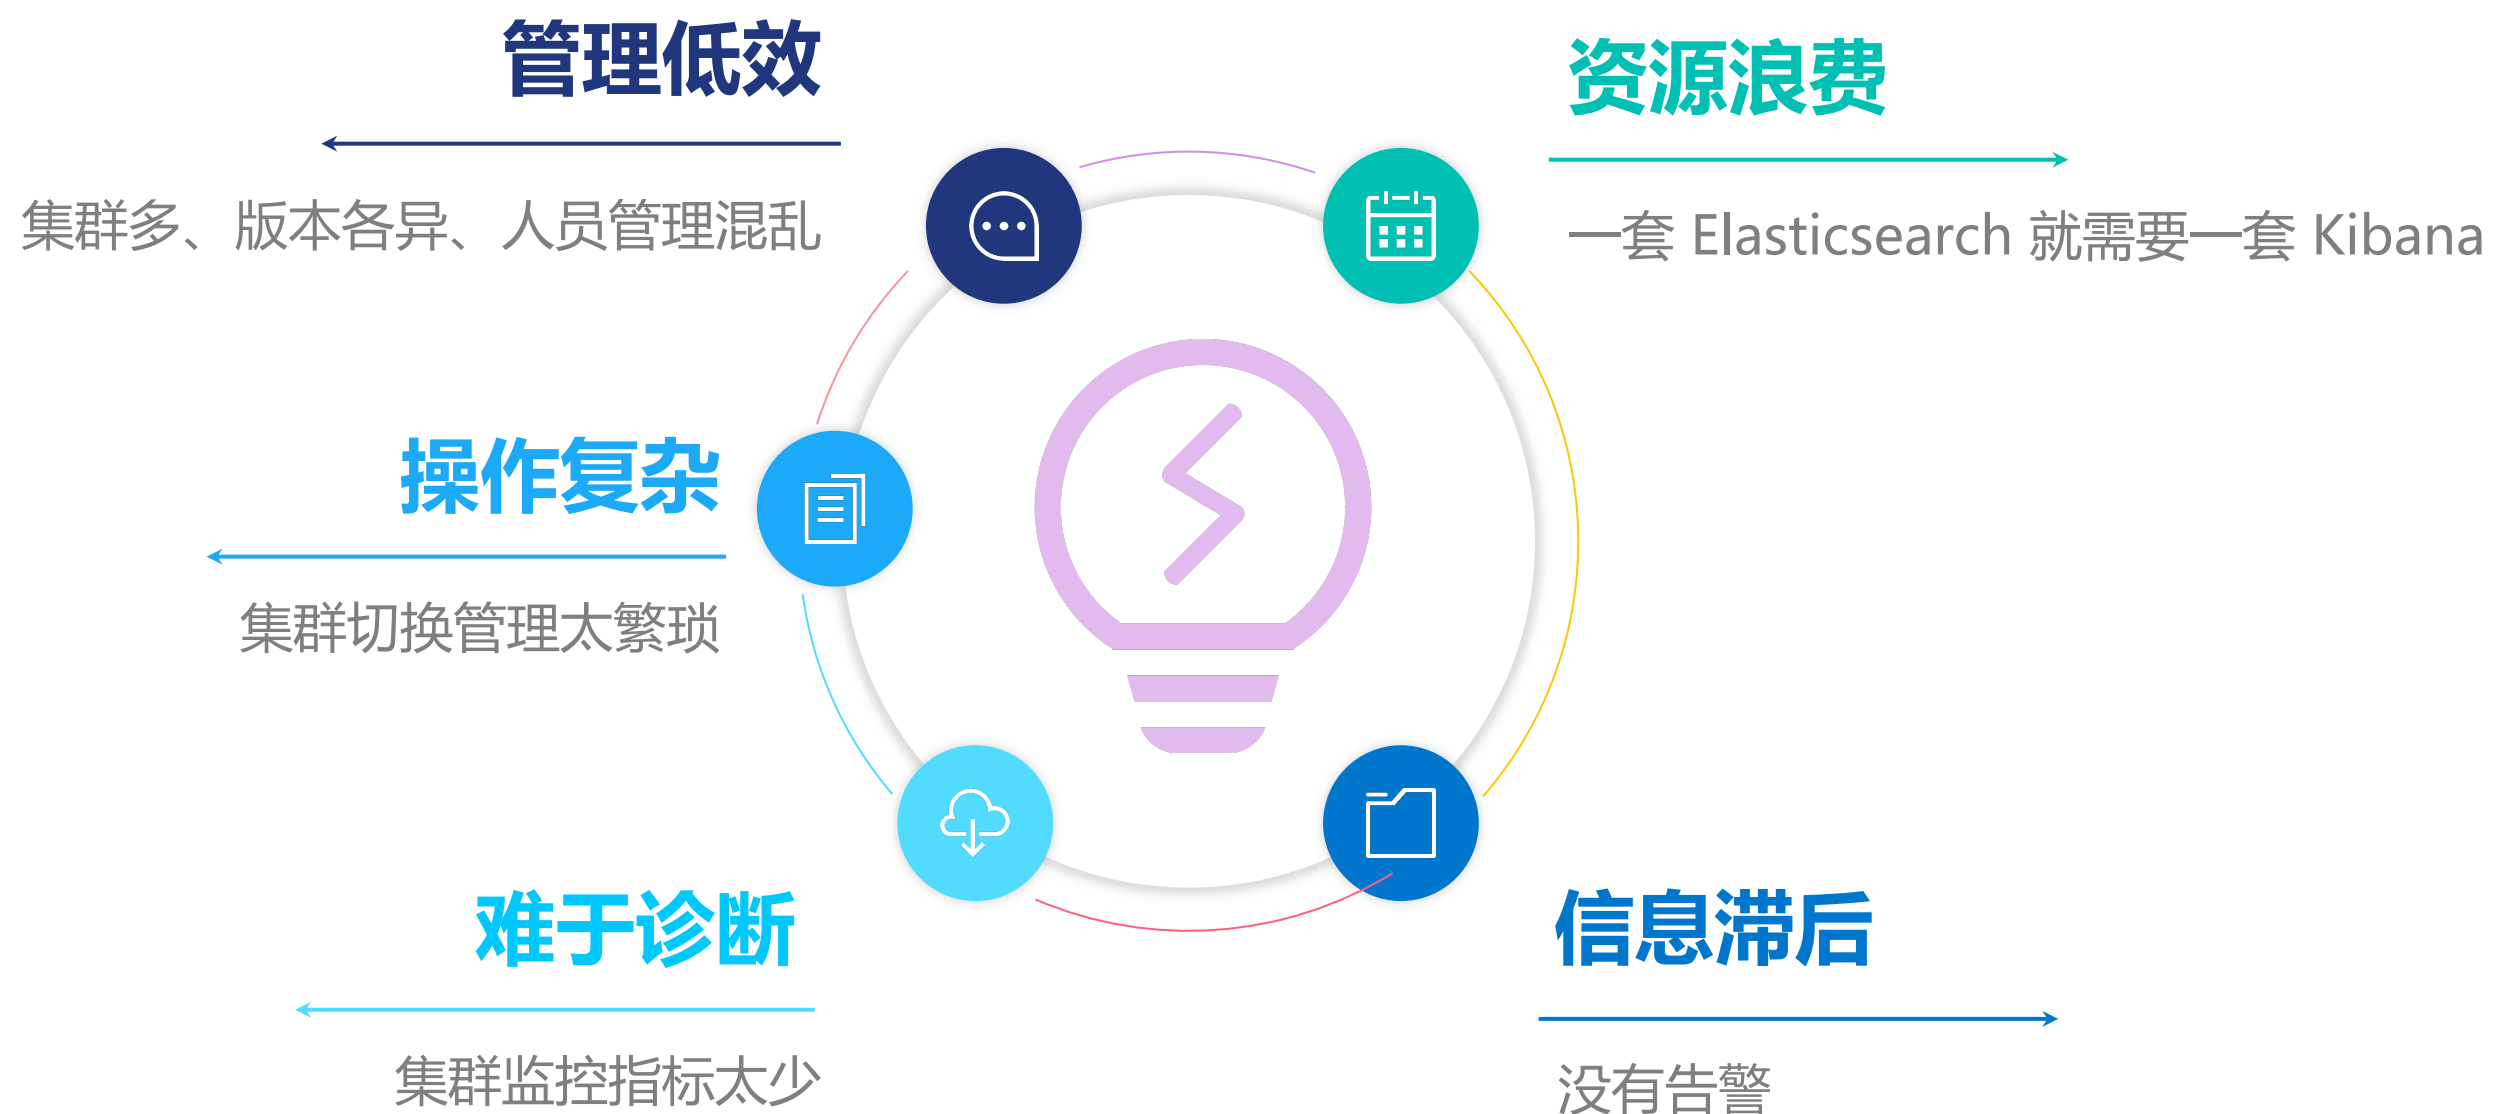 管理低效
集群多、版本杂、人员管理混乱
资源浪费
一套 Elasticsearch 就需要一套 Kibana
操作复杂
集群切换管理太繁琐
难于诊断
集群监控指标太少
信息滞后
没有告警